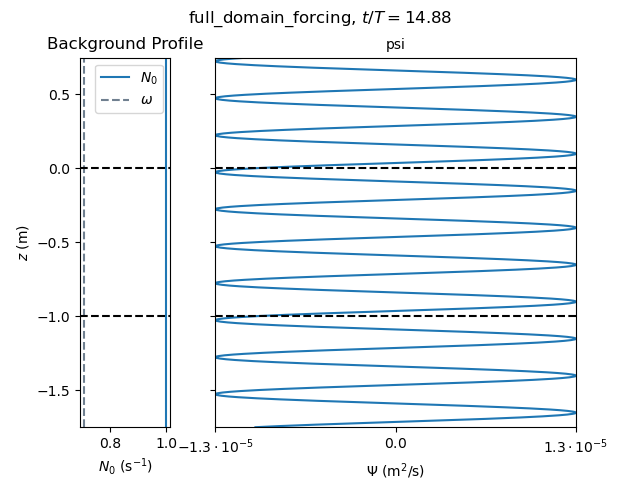 full_domain_forcing, t/T = 14.88
Background Profile
psi
N₀
ω
0.5
0.0
−0.5
−1.0
−1.5
z (m)
0.8
1.0
−1.3 · 10⁻⁵
0.0
1.3 · 10⁻⁵
N₀ (s⁻¹)
Ψ (m²/s)